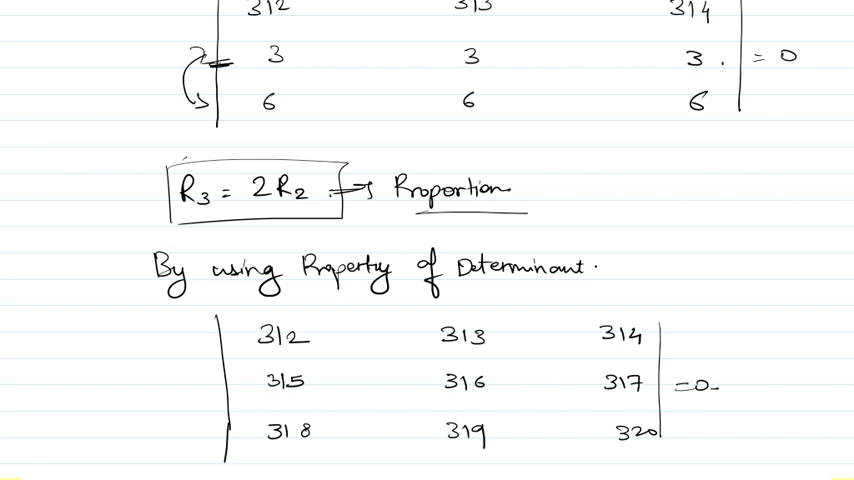 312 313 314
3 3 3 . = 0
6 6 6
R₃ = 2R₂ → Proportion
By using Property of Determinant.
312 313 314
315 316 317 =0
318 319 320